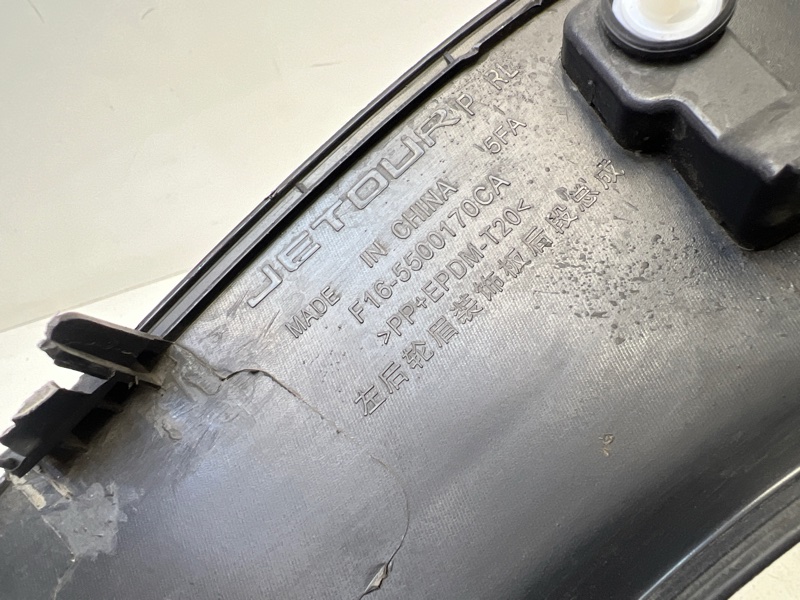 JETOUR P RL
MADE IN CHINA 5FA
F16-5500170CA
>PP+EPDM-T20<
左后轮眉装饰板后段总成